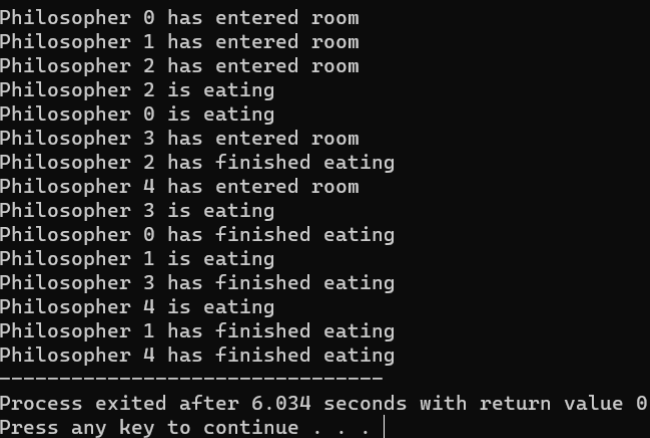 Philosopher 0 has entered room
Philosopher 1 has entered room
Philosopher 2 has entered room
Philosopher 2 is eating
Philosopher 0 is eating
Philosopher 3 has entered room
Philosopher 2 has finished eating
Philosopher 4 has entered room
Philosopher 3 is eating
Philosopher 0 has finished eating
Philosopher 1 is eating
Philosopher 3 has finished eating
Philosopher 4 is eating
Philosopher 1 has finished eating
Philosopher 4 has finished eating
--------------------------------
Process exited after 6.034 seconds with return value 0
Press any key to continue . . .